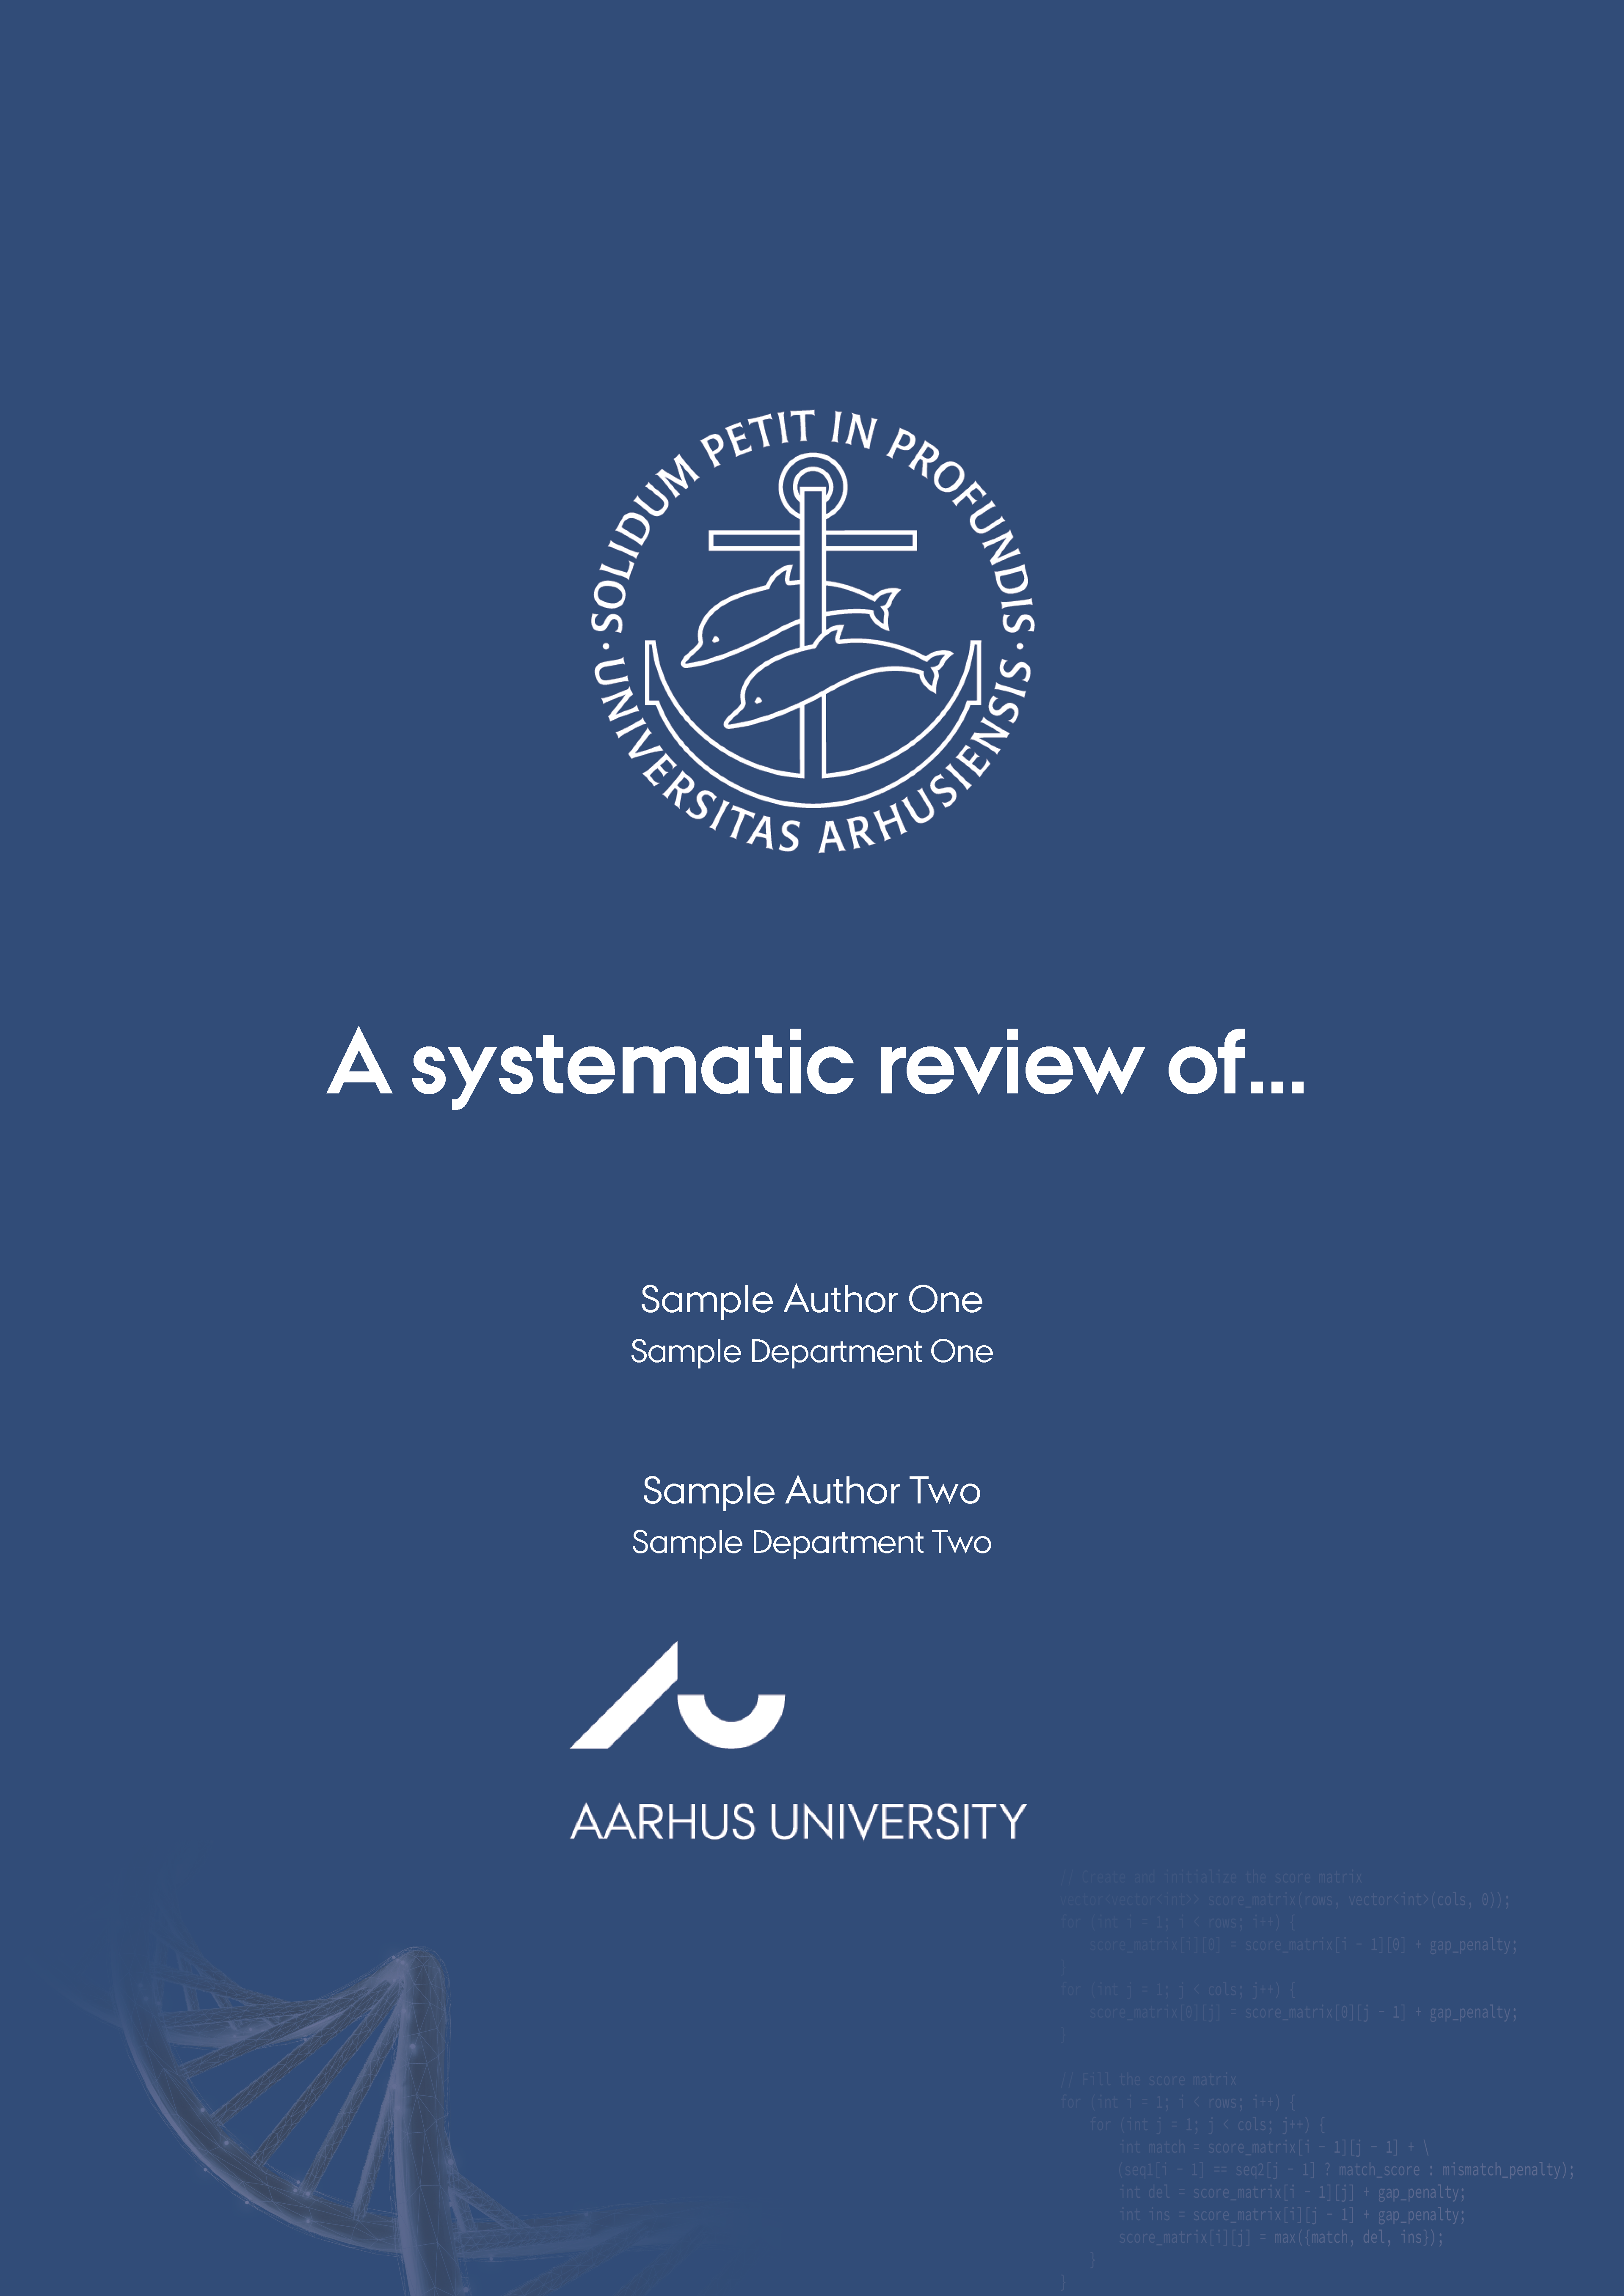 SOLIDUM PETIT IN PROFUNDIS
· UNIVERSITAS ARHUSIENSIS ·
A systematic review of...
Sample Author One
Sample Department One
Sample Author Two
Sample Department Two
AARHUS UNIVERSITY
// Create and initialize the score matrix
vector<vector<int>> score_matrix(rows, vector<int>(cols, 0));
for (int i = 1; i < rows; i++) {
score_matrix[i][0] = score_matrix[i - 1][0] + gap_penalty;
}
for (int j = 1; j < cols; j++) {
score_matrix[0][j] = score_matrix[0][j - 1] + gap_penalty;
}
// Fill the score matrix
for (int i = 1; i < rows; i++) {
for (int j = 1; j < cols; j++) {
int match = score_matrix[i - 1][j - 1] + \
(seq1[i - 1] == seq2[j - 1] ? match_score : mismatch_penalty);
int del = score_matrix[i - 1][j] + gap_penalty;
int ins = score_matrix[i][j - 1] + gap_penalty;
score_matrix[i][j] = max({match, del, ins});
}
}